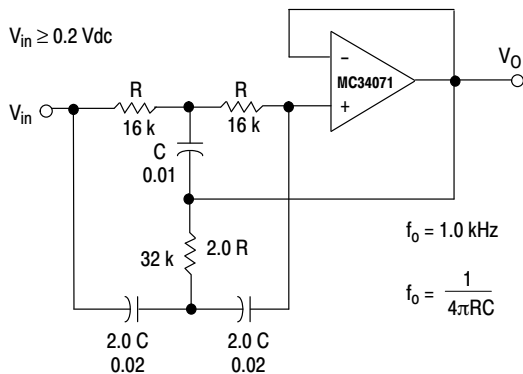 V_in ≥ 0.2 Vdc
V_in
R
16 k
R
16 k
−
+
MC34071
V_O
C
0.01
32 k
2.0 R
2.0 C
0.02
2.0 C
0.02
f_o = 1.0 kHz
f_o = 1 / 4πRC